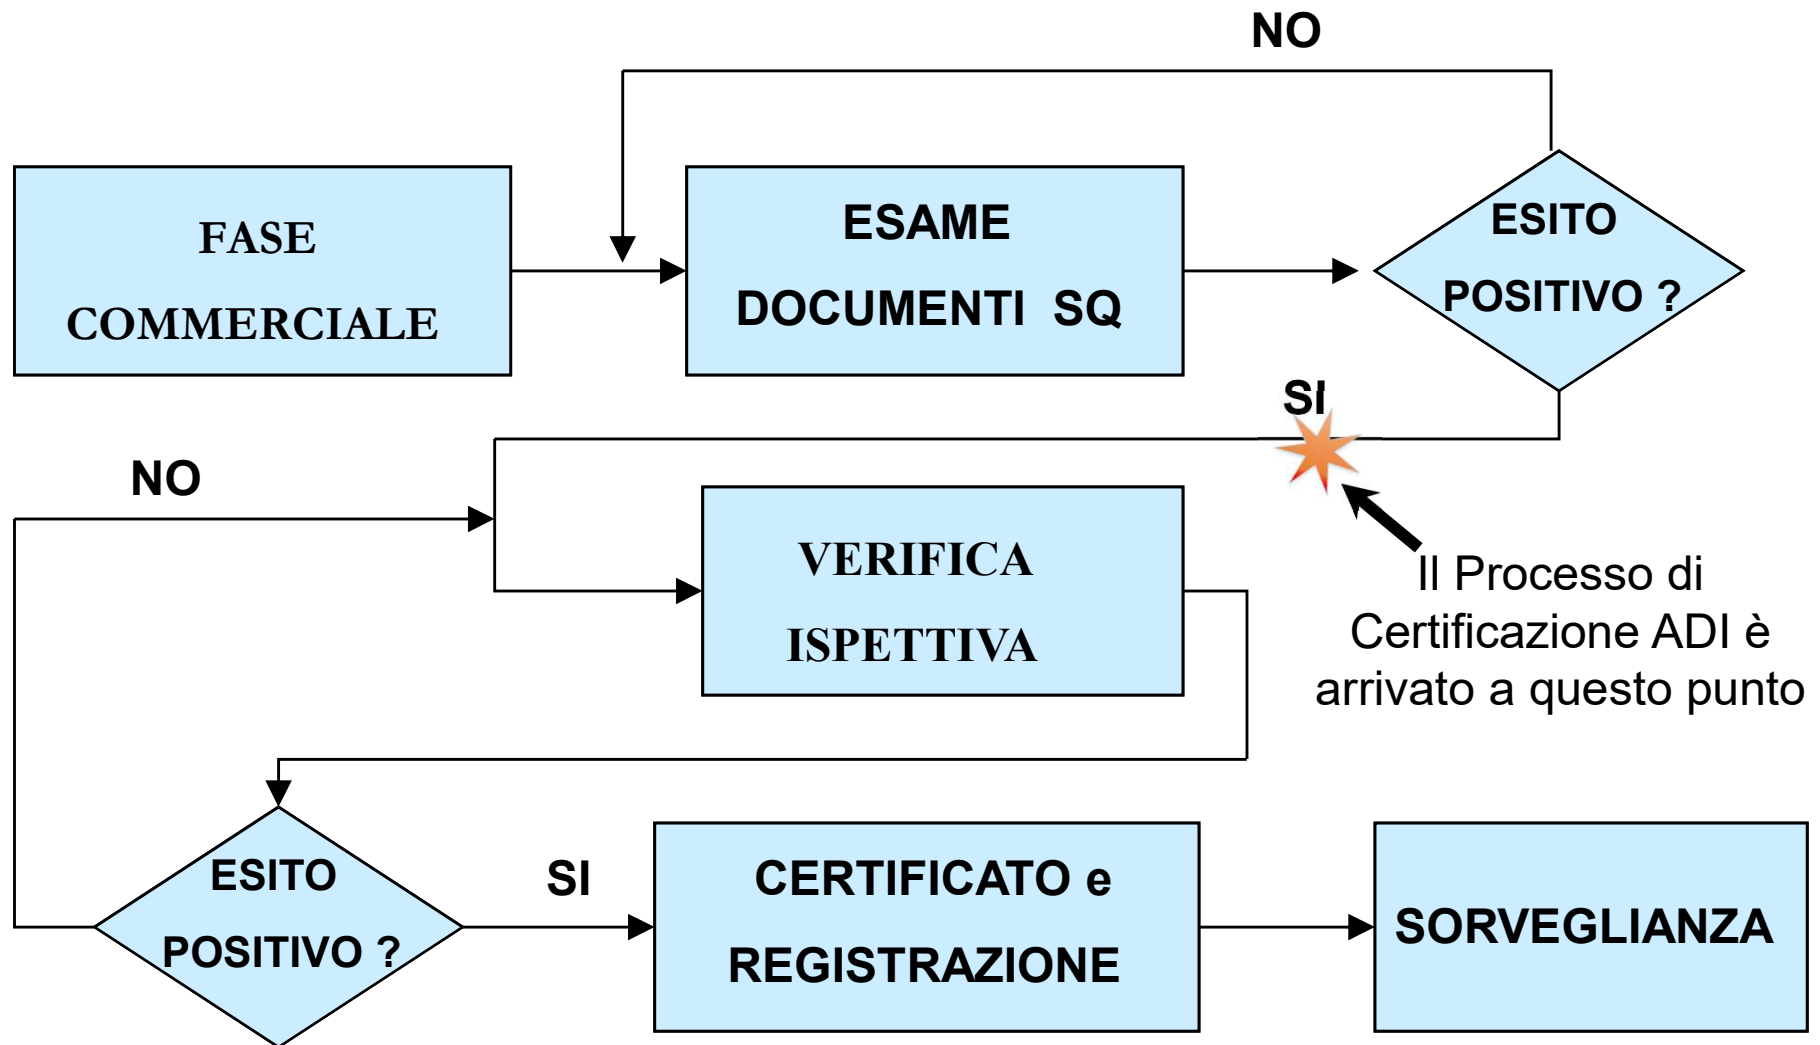 NO
FASE
COMMERCIALE
ESAME
DOCUMENTI SQ
ESITO
POSITIVO ?
SI
NO
VERIFICA
ISPETTIVA
Il Processo di
Certificazione ADI è
arrivato a questo punto
ESITO
POSITIVO ?
SI
CERTIFICATO e
REGISTRAZIONE
SORVEGLIANZA